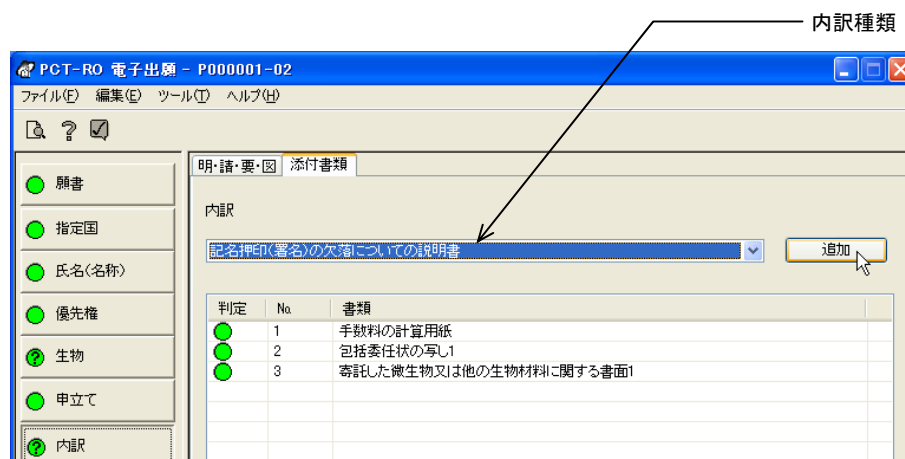 内訳種類
PCT-RO 電子出願 - P000001-02
ファイル(F) 編集(E) ツール(T) ヘルプ(H)
明・請・要・図 添付書類
願書
内訳
指定国
記名押印(署名)の欠落についての説明書 追加
氏名(名称)
判定 No. 書類
優先権
1 手数料の計算用紙
2 包括委任状の写し1
生物
3 寄託した微生物又は他の生物材料に関する書面1
申立て
内訳